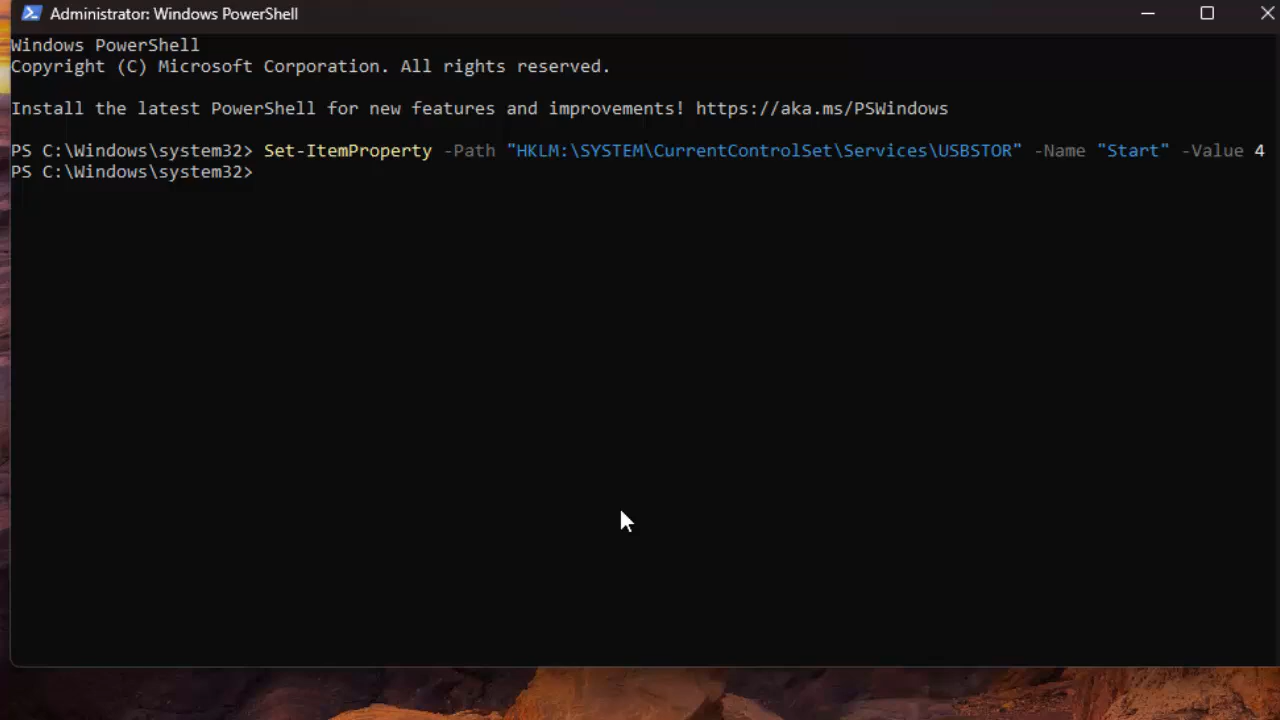 Administrator: Windows PowerShell
Windows PowerShell
Copyright (C) Microsoft Corporation. All rights reserved.
Install the latest PowerShell for new features and improvements! https://aka.ms/PSWindows
PS C:\Windows\system32> Set-ItemProperty -Path "HKLM:\SYSTEM\CurrentControlSet\Services\USBSTOR" -Name "Start" -Value 4
PS C:\Windows\system32>